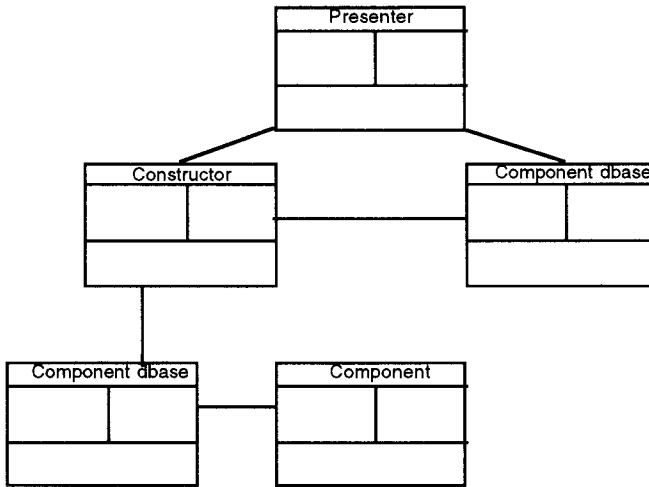 Presenter
Constructor
Component dbase
Component dbase
Component